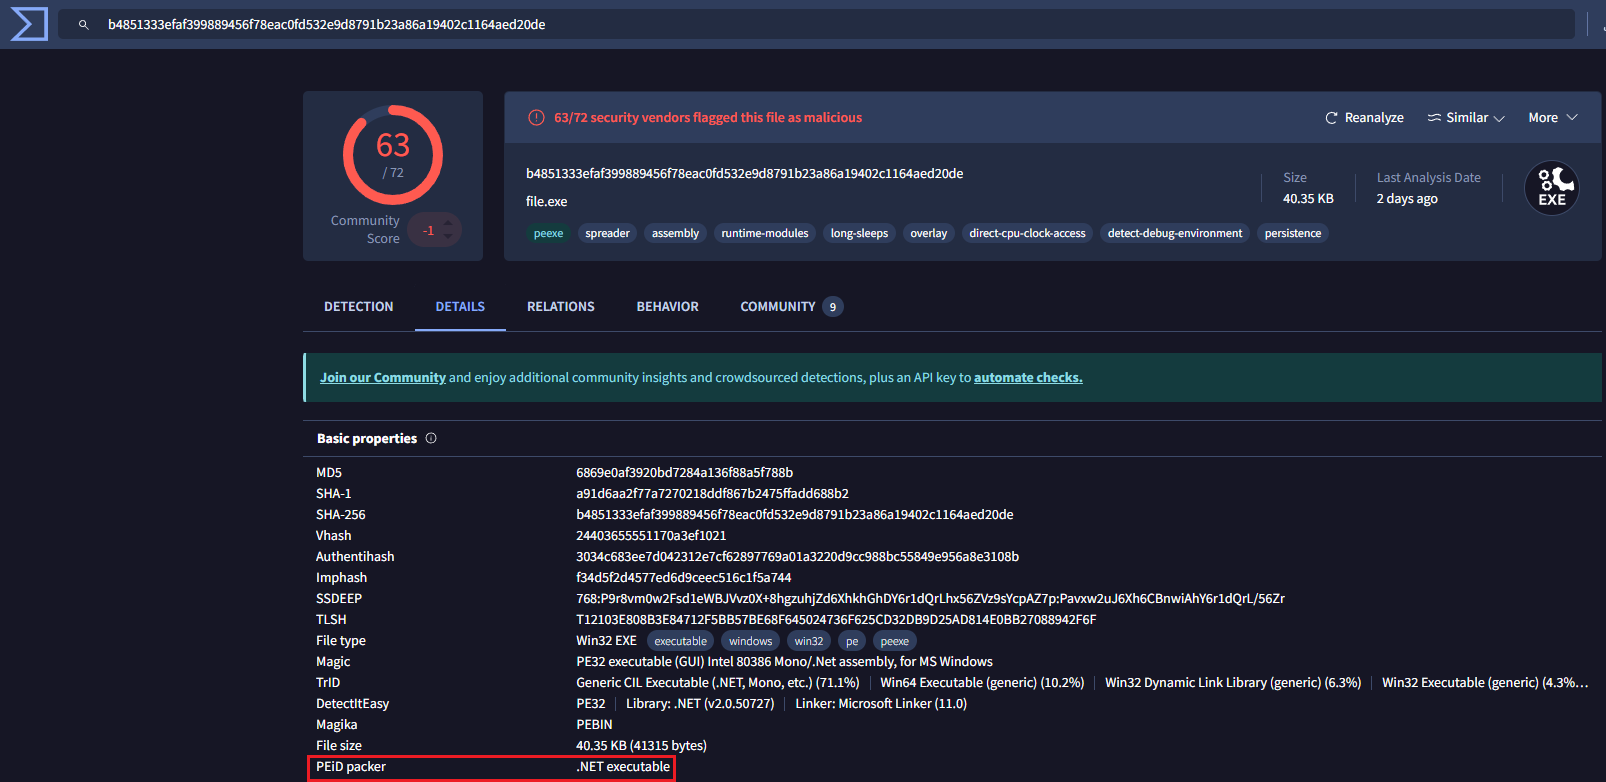 b4851333efaf399889456f78eac0fd532e9d8791b23a86a19402c1164aed20de
63
/ 72
Community Score -1
63/72 security vendors flagged this file as malicious
Reanalyze Similar More
b4851333efaf399889456f78eac0fd532e9d8791b23a86a19402c1164aed20de
file.exe
Size
40.35 KB
Last Analysis Date
2 days ago
EXE
peexe spreader assembly runtime-modules long-sleeps overlay direct-cpu-clock-access detect-debug-environment persistence
DETECTION DETAILS RELATIONS BEHAVIOR COMMUNITY 9
Join our Community and enjoy additional community insights and crowdsourced detections, plus an API key to automate checks.
Basic properties
MD5 6869e0af3920bd7284a136f88a5f788b
SHA-1 a91d6aa2f77a7270218ddf867b2475ffadd688b2
SHA-256 b4851333efaf399889456f78eac0fd532e9d8791b23a86a19402c1164aed20de
Vhash 24403655551170a3ef1021
Authentihash 3034c683ee7d042312e7cf62897769a01a3220d9cc988bc55849e956a8e3108b
Imphash f34d5f2d4577ed6d9ceec516c1f5a744
SSDEEP 768:P9r8vm0w2Fsd1eWBJVvz0X+8hgzuhjZd6XhkhGhDY6r1dQrLhx56ZVz9sYcpAZ7p:Pavxw2uJ6Xh6CBnwiAhY6r1dQrL/56Zr
TLSH T12103E808B3E84712F5BB57BE68F645024736F625CD32DB9D25AD814E0BB27088942F6F
File type Win32 EXE executable windows win32 pe peexe
Magic PE32 executable (GUI) Intel 80386 Mono/.Net assembly, for MS Windows
TrID Generic CIL Executable (.NET, Mono, etc.) (71.1%) Win64 Executable (generic) (10.2%) Win32 Dynamic Link Library (generic) (6.3%) Win32 Executable (generic) (4.3%...
DetectItEasy PE32 Library: .NET (v2.0.50727) Linker: Microsoft Linker (11.0)
Magika PEBIN
File size 40.35 KB (41315 bytes)
PEiD packer .NET executable